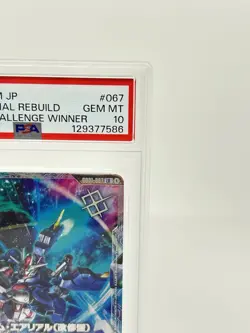 M JP #067
IAL REBUILD GEM MT
ALLENGE WINNER 10
PSA 129377586
ム・エアリアル(改修型)